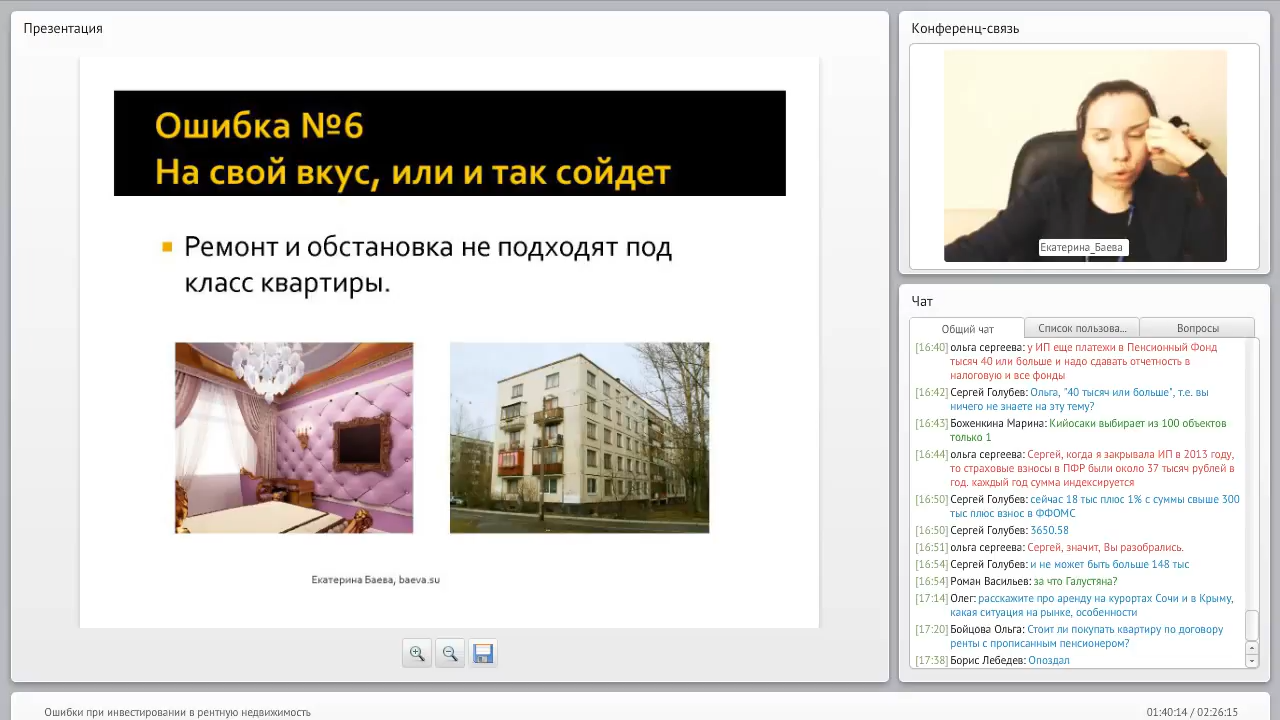 Презентация
Ошибка №6
На свой вкус, или и так сойдет
Ремонт и обстановка не подходят под
класс квартиры.
Екатерина Баева, baeva.su
Конференц-связь
Екатерина_Баева
Чат
Общий чат
Список пользова...
Вопросы
[16:40] ольга сергеева: у ИП еще платежи в Пенсионный Фонд
тысяч 40 или больше и надо сдавать отчетность в
налоговую и все фонды
[16:42] Сергей Голубев: Ольга, "40 тысяч или больше", т.е. вы
ничего не знаете на эту тему?
[16:43] Боженкина Марина: Кийосаки выбирает из 100 объектов
только 1
[16:44] ольга сергеева: Сергей, когда я закрывала ИП в 2013 году,
то страховые взносы в ПФР были около 37 тысяч рублей в
год. каждый год сумма индексируется
[16:50] Сергей Голубев: сейчас 18 тыс плюс 1% с суммы свыше 300
тыс плюс взнос в ФФОМС
[16:50] Сергей Голубев: 3650.58
[16:51] ольга сергеева: Сергей, значит, Вы разобрались.
[16:54] Сергей Голубев: и не может быть больше 148 тыс
[16:54] Роман Васильев: за что Галустяна?
[17:14] Олег: расскажите про аренду на курортах Сочи и в Крыму,
какая ситуация на рынке, особенности
[17:20] Бойцова Ольга: Стоит ли покупать квартиру по договору
ренты с прописанным пенсионером?
[17:38] Борис Лебедев: Опоздал
Ошибки при инвестировании в рентную недвижимость
01:40:14 / 02:26:15